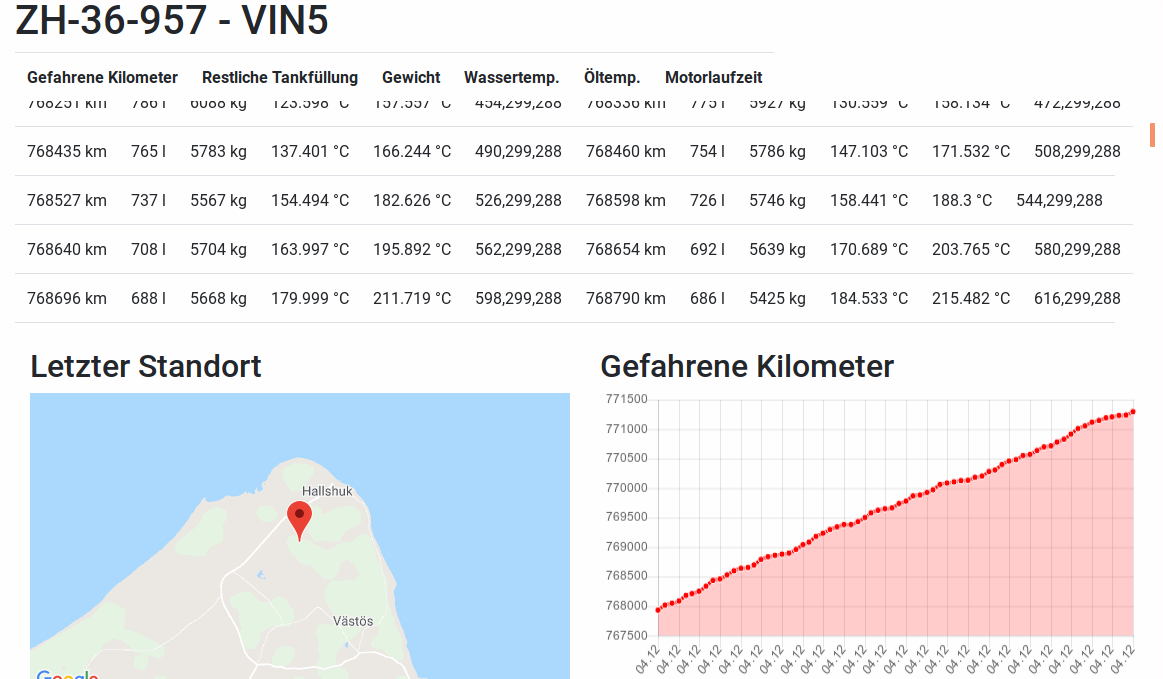 ZH-36-957 - VIN5
Gefahrene Kilometer Restliche Tankfüllung Gewicht Wassertemp. Öltemp. Motorlaufzeit
768251 km 786 l 6088 kg 123.598 °C 157.557 °C 454,299,288 768336 km 775 l 5927 kg 130.559 °C 158.134 °C 472,299,288
768435 km 765 l 5783 kg 137.401 °C 166.244 °C 490,299,288 768460 km 754 l 5786 kg 147.103 °C 171.532 °C 508,299,288
768527 km 737 l 5567 kg 154.494 °C 182.626 °C 526,299,288 768598 km 726 l 5746 kg 158.441 °C 188.3 °C 544,299,288
768640 km 708 l 5704 kg 163.997 °C 195.892 °C 562,299,288 768654 km 692 l 5639 kg 170.689 °C 203.765 °C 580,299,288
768696 km 688 l 5668 kg 179.999 °C 211.719 °C 598,299,288 768790 km 686 l 5425 kg 184.533 °C 215.482 °C 616,299,288
Letzter Standort
Hallshuk
Västös
Google
Gefahrene Kilometer
771500
771000
770500
770000
769500
769000
768500
768000
767500
04.12 04.12 04.12 04.12 04.12 04.12 04.12 04.12 04.12 04.12 04.12 04.12 04.12 04.12 04.12 04.12 04.12 04.12 04.12 04.12 04.12 04.12 04.12 04.12